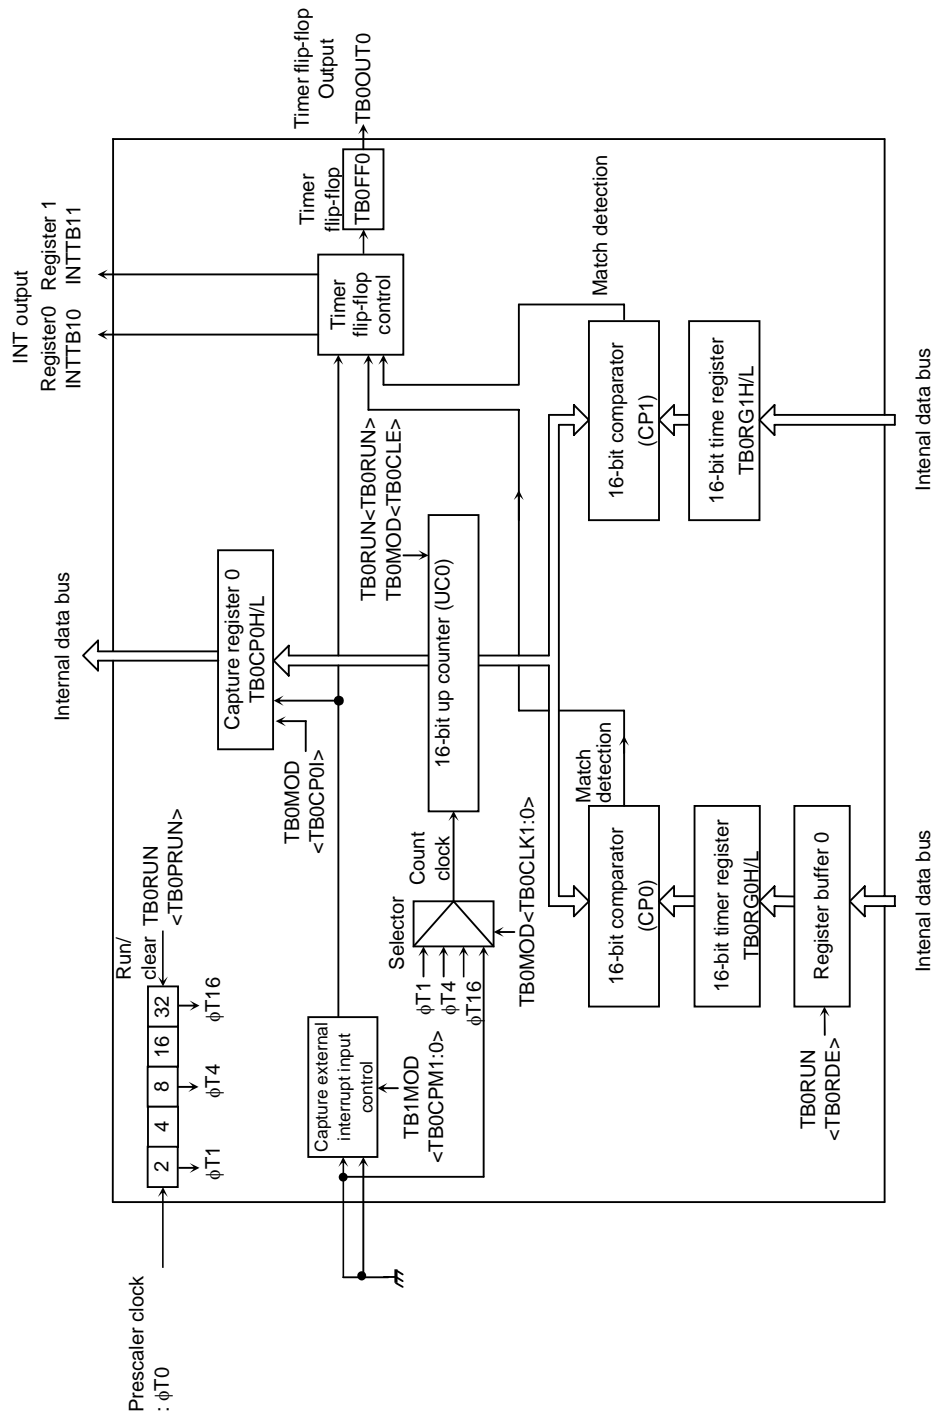 Prescaler clock
: ϕT0
2 4 8 16 32
ϕT1
ϕT4
ϕT16
Run/
clear
TB0RUN
<TB0PRUN>
Internal data bus
Capture register 0
TB0CP0H/L
TB0MOD
<TB0CP0I>
INT output
Register0
INTTB10
Register 1
INTTB11
Capture external
interrupt input
control
TB1MOD
<TB0CPM1:0>
Timer
flip-flop
control
Timer
flip-flop
TB0FF0
Timer flip-flop
Output
TB0OUT0
Selector
ϕT1
ϕT4
ϕT16
Count
clock
TB0MOD<TB0CLK1:0>
16-bit up counter (UC0)
TB0RUN<TB0RUN>
TB0MOD<TB0CLE>
Match
detection
Match detection
16-bit comparator
(CP0)
16-bit timer register
TB0RG0H/L
Register buffer 0
TB0RUN
<TB0RDE>
Intenal data bus
16-bit comparator
(CP1)
16-bit time register
TB0RG1H/L
Intenal data bus